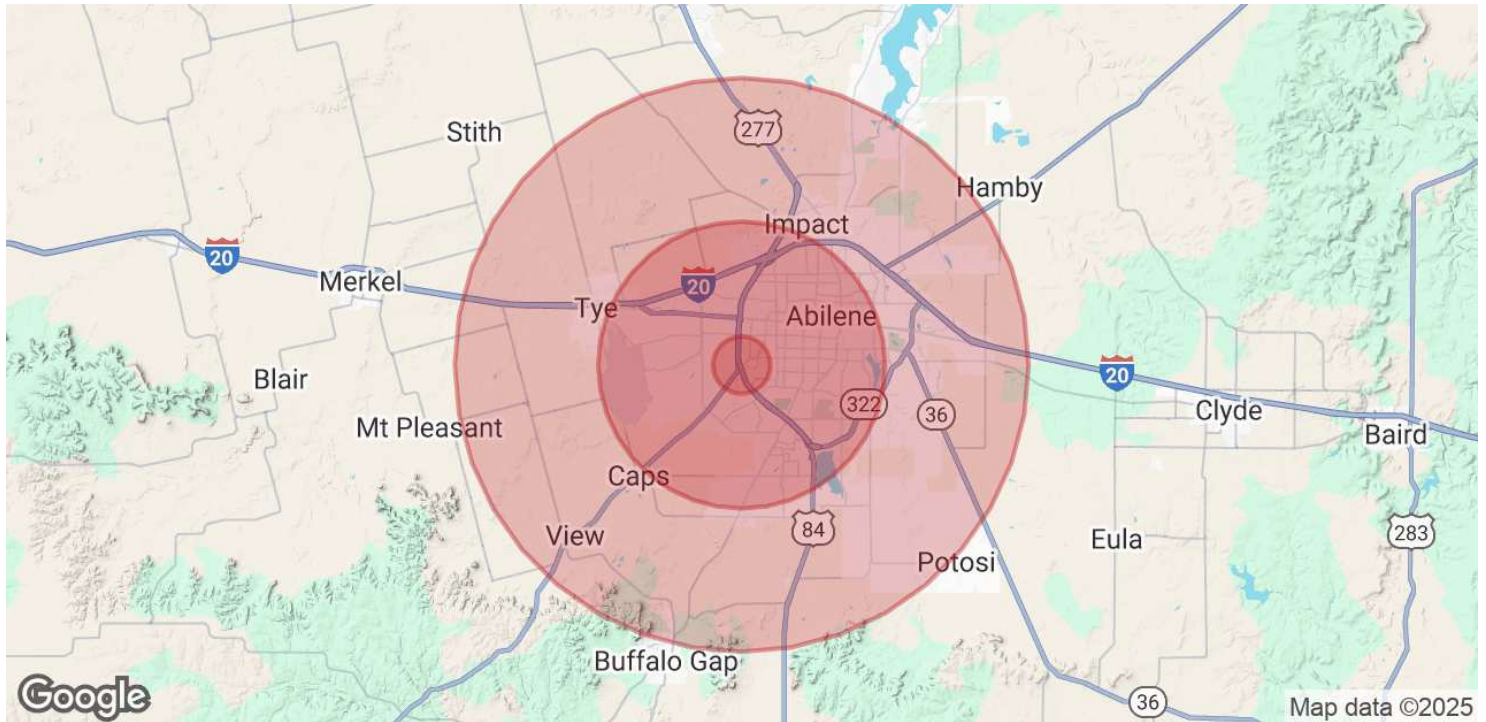 277
Stith
Hamby
Impact
20
Merkel
20
Tye
Abilene
20
Blair
322
36
Clyde
Mt Pleasant
Baird
Caps
View
84
Eula
283
Potosi
Buffalo Gap
Google
36
Map data ©2025